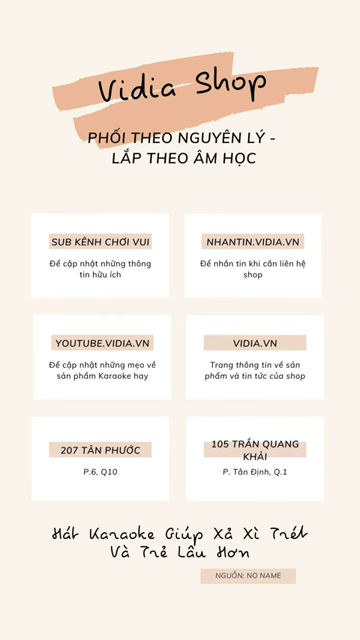 Vidia Shop
PHỐI THEO NGUYÊN LÝ -
LẮP THEO ÂM HỌC
SUB KÊNH CHƠI VUI
Để cập nhật những thông
tin hữu ích
NHANTIN.VIDIA.VN
Để nhắn tin khi cần liên hệ
shop
YOUTUBE.VIDIA.VN
Để cập nhật những mẹo về
sản phẩm Karaoke hay
VIDIA.VN
Trang thông tin về sản
phẩm và tin tức của shop
207 TÂN PHƯỚC
P.6, Q10
105 TRẦN QUANG
KHẢI
P. Tân Định, Q.1
Hát Karaoke Giúp Xả Xì Trét
Và Trẻ Lâu Hơn
NGUỒN: NO NAME